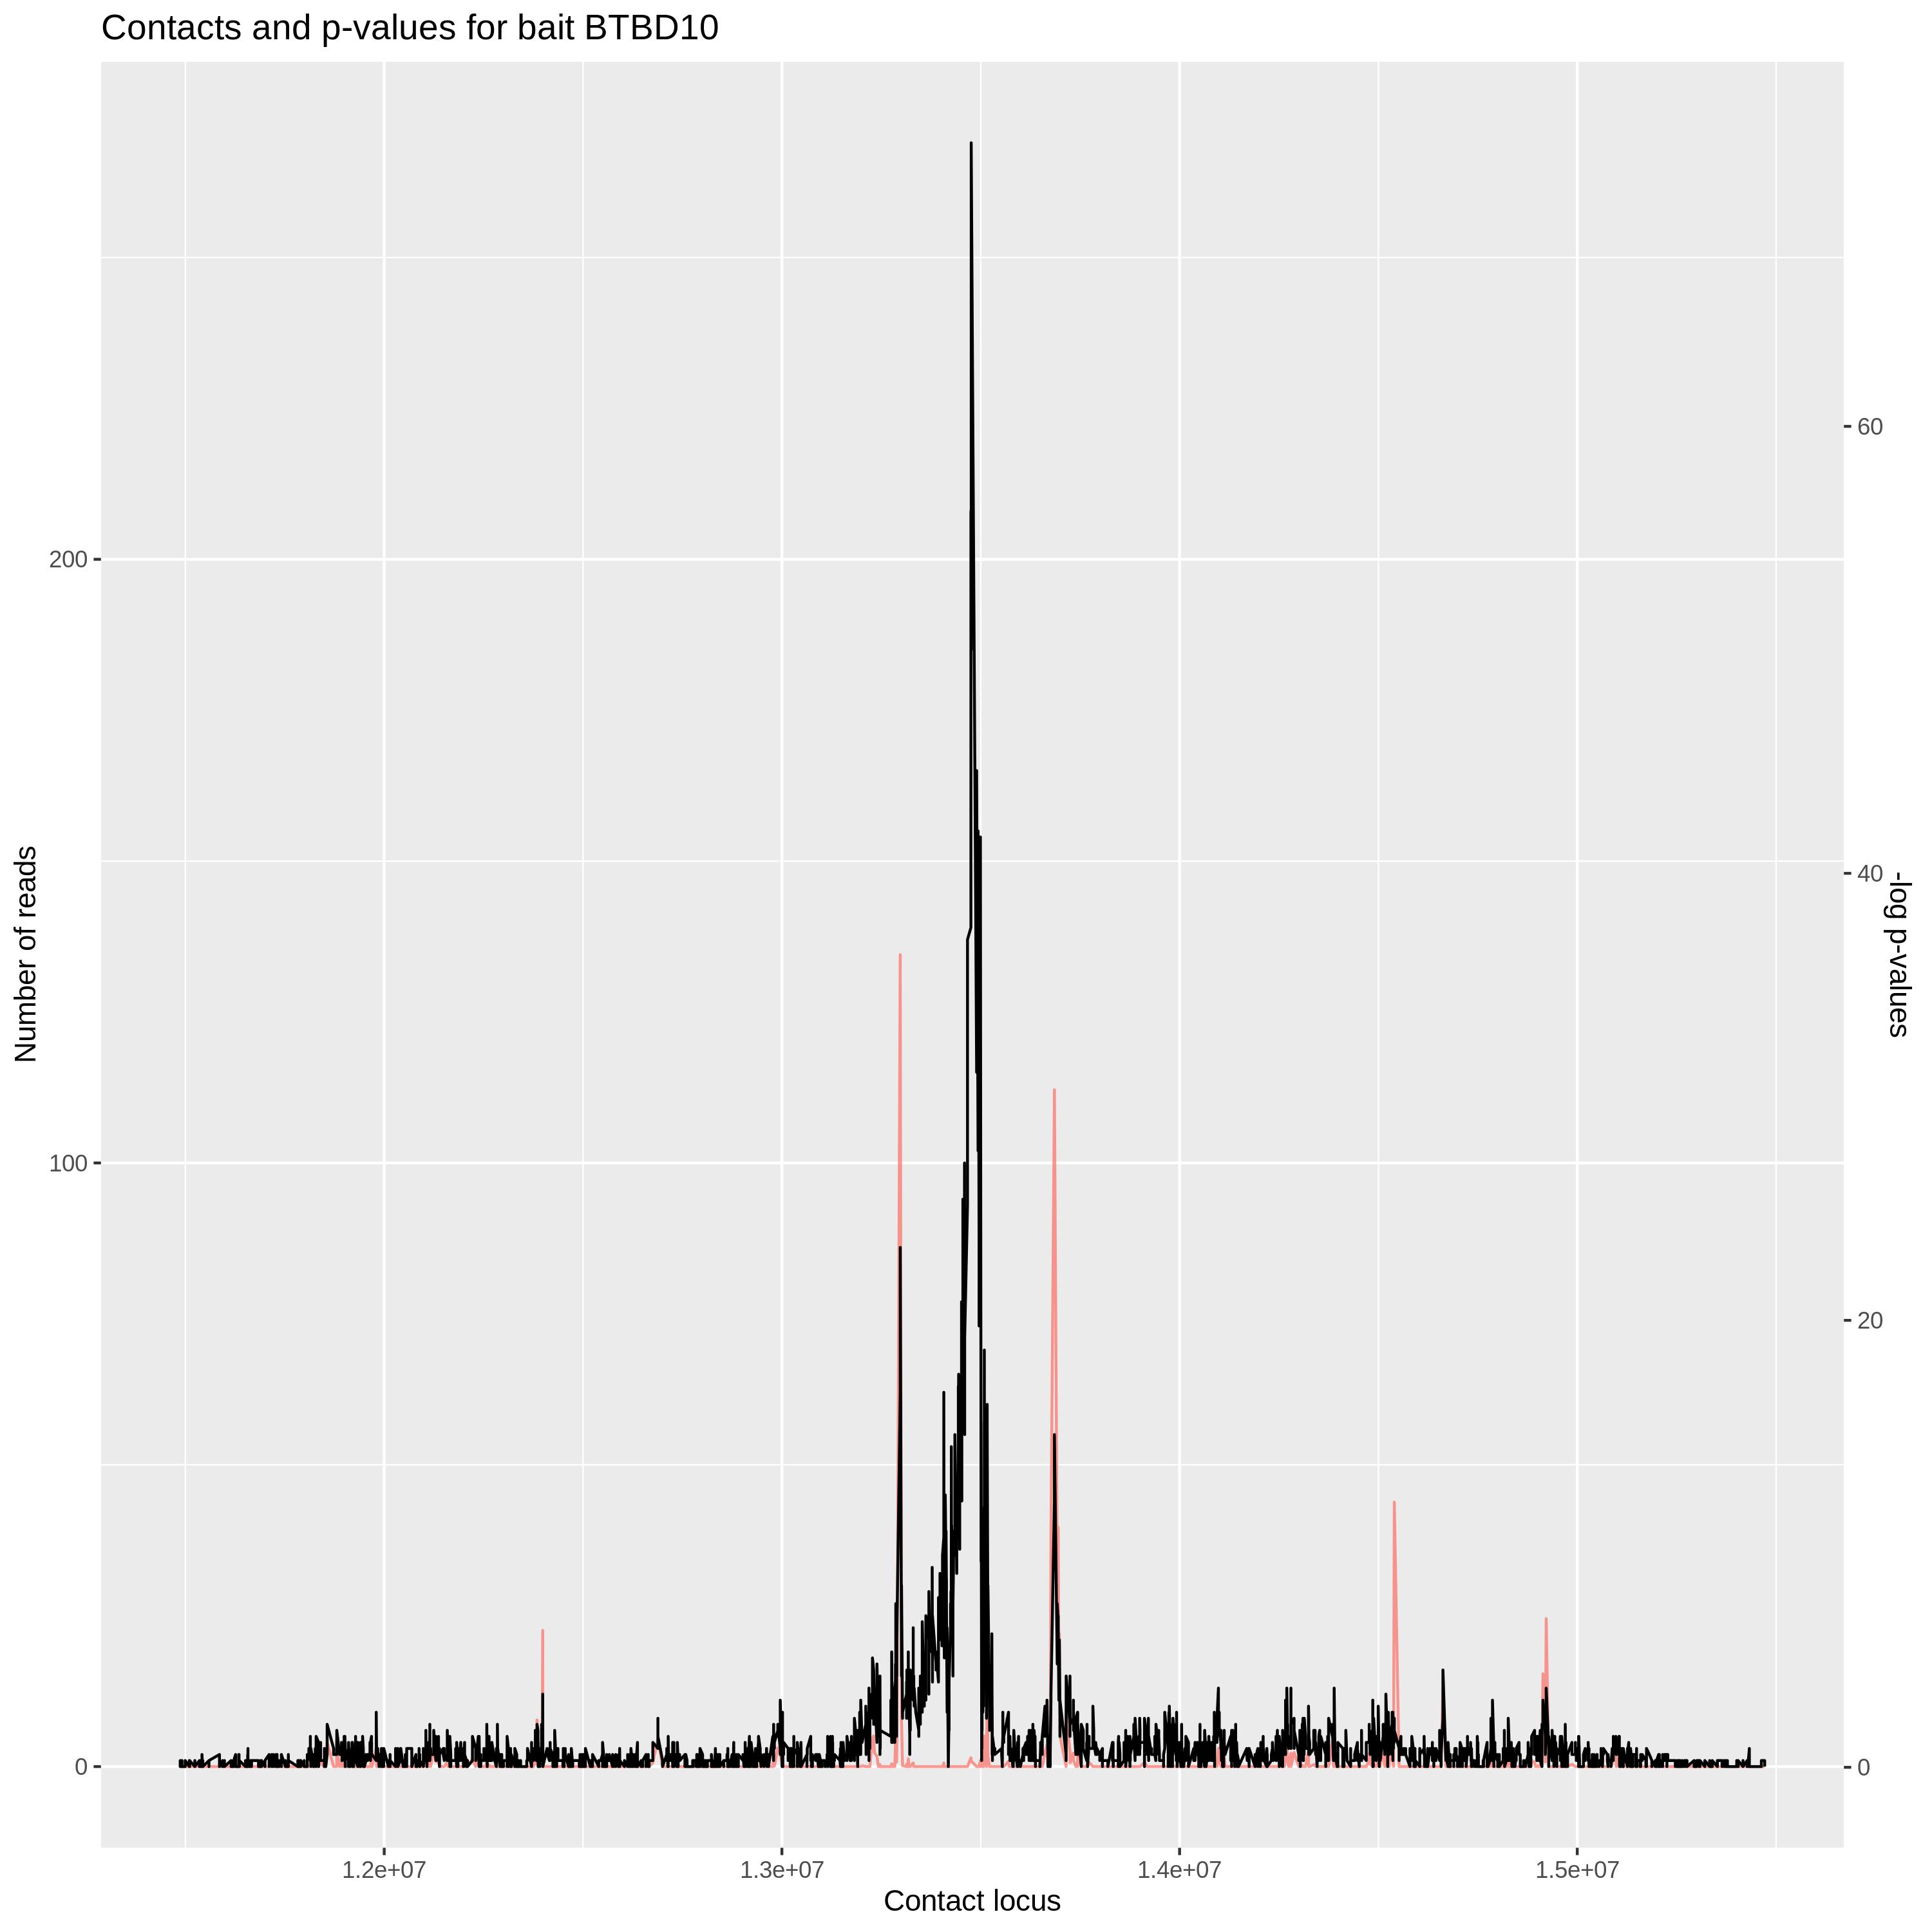 Contacts and p-values for bait BTBD10
Number of reads
200
100
0
60
40
20
0
-log p-values
1.2e+07
1.3e+07
1.4e+07
1.5e+07
Contact locus